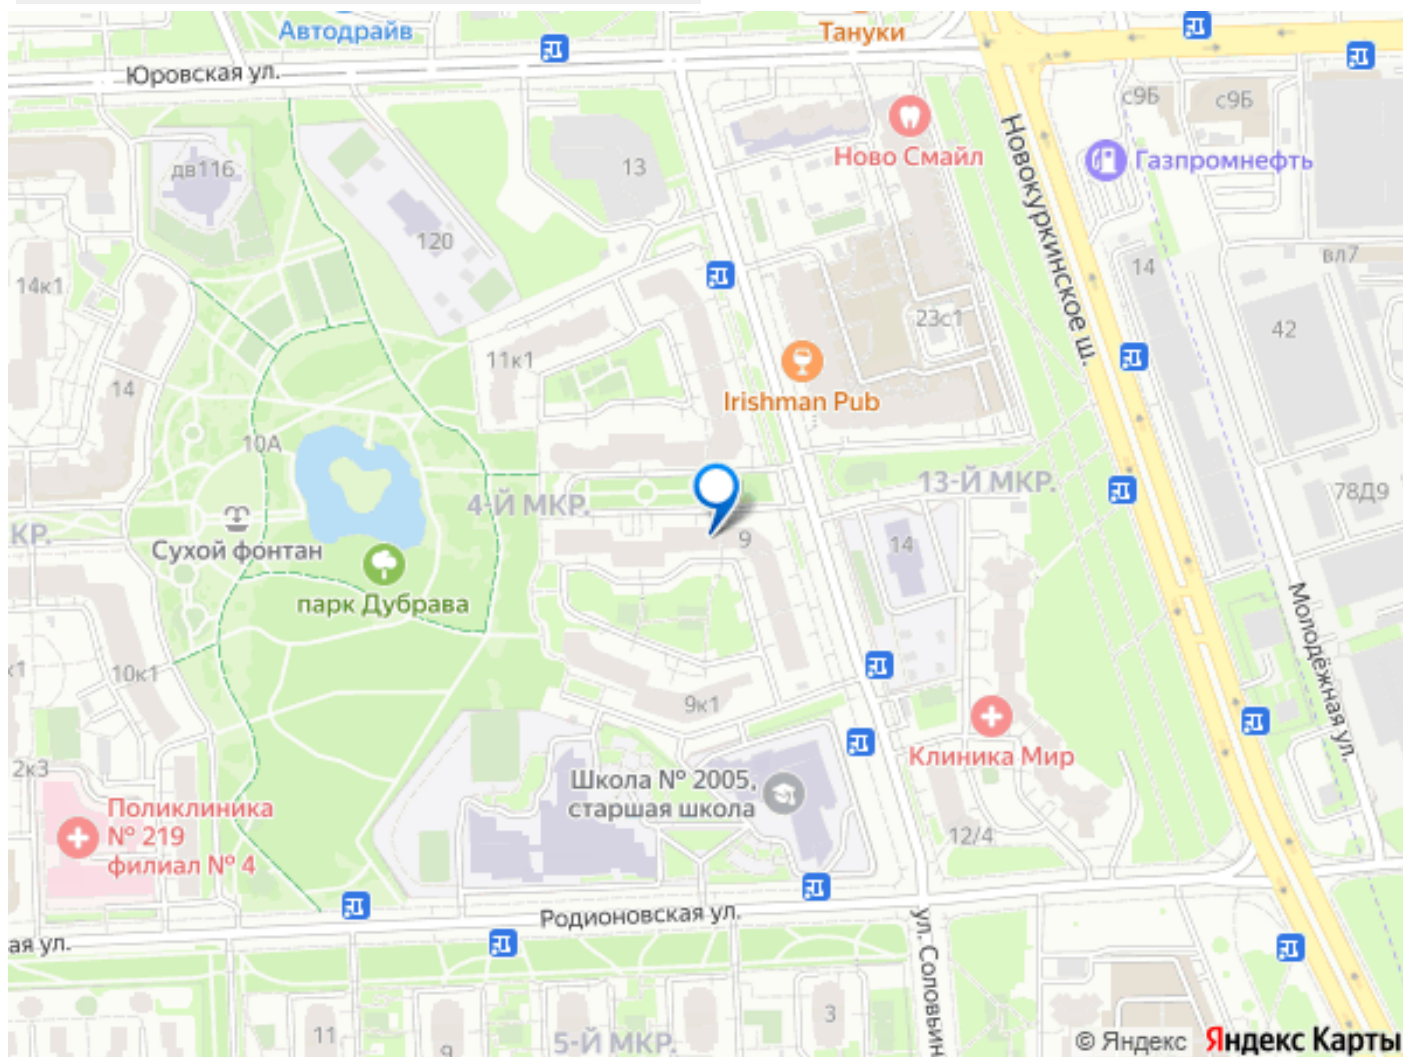 Автодрайв
Тануки
Юровская ул.
с9Б
с9Б
Ново Смайл
Газпромнефть
Новокуркинское ш.
13
дв116
120
вл7
14к1
14
42
23с1
11к1
14
Irishman Pub
10А
4-Й МКР.
13-Й МКР.
78Д9
КР.
Сухой фонтан
9
14
парк Дубрава
Молодёжная ул.
к1
10к1
9к1
Клиника Мир
2к3
Школа № 2005,
старшая школа
Поликлиника
№ 219
филиал № 4
12/4
Родионовская ул.
ул. Соловьин
ая ул.
11
9
5-Й МКР.
3
© Яндекс Яндекс Карты